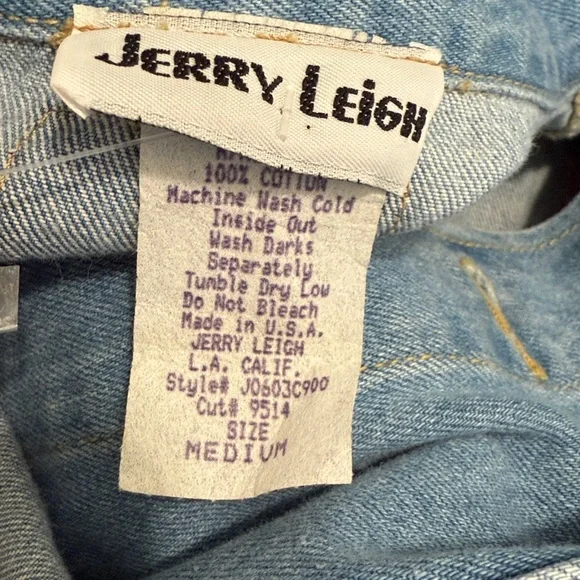 JERRY LEIGH
100% COTTON
Machine Wash Cold
Inside Out
Wash Darks
Separately
Tumble Dry Low
Do Not Bleach
Made in U.S.A.
JERRY LEIGH
L.A. CALIF.
Style# J0603C900
Cut# 9514
SIZE
MEDIUM